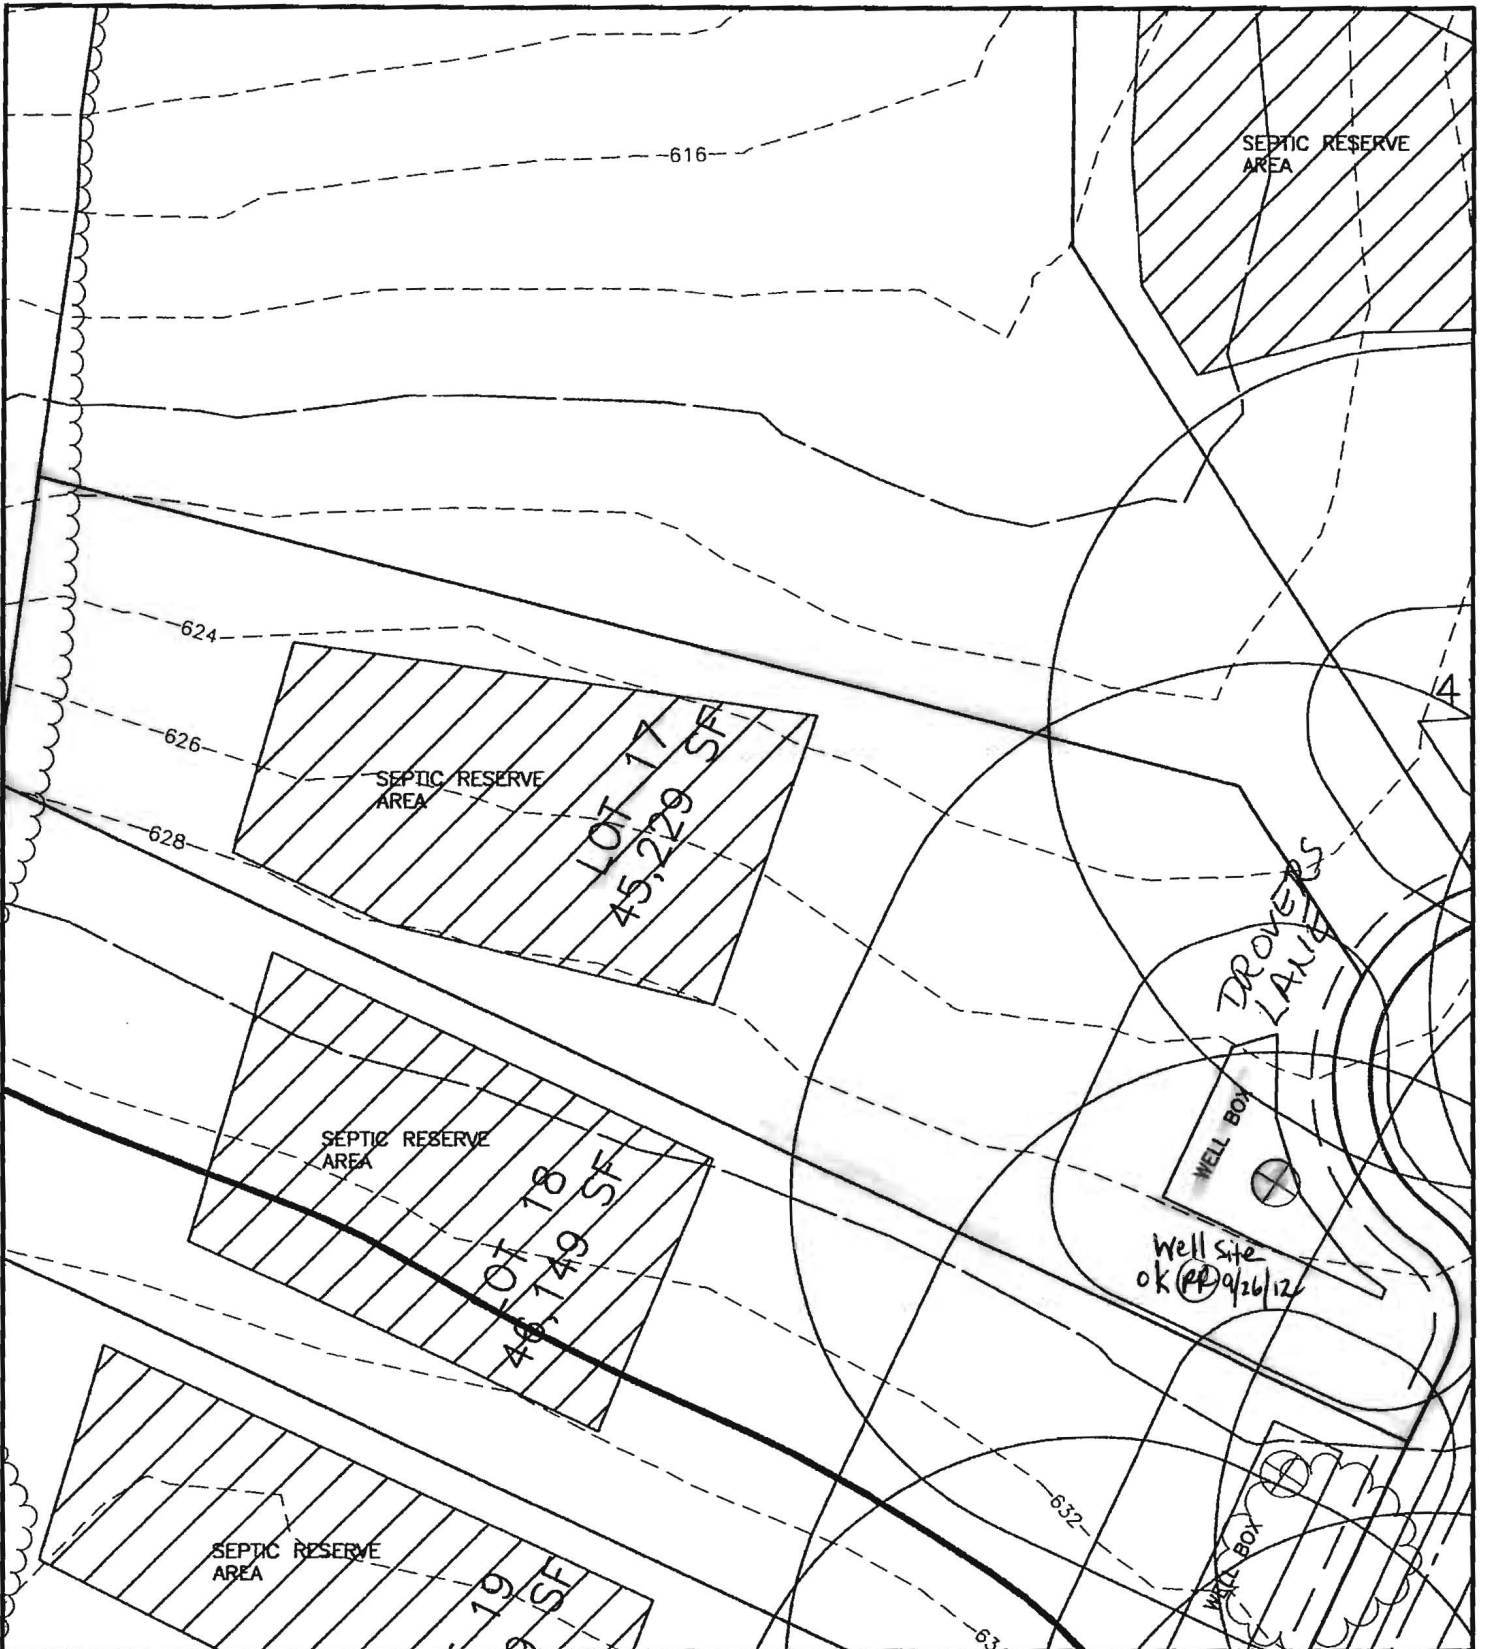 SEPTIC RESERVE
AREA
616
624
626
628
SEPTIC RESERVE
AREA
LOT 17
45,229 SF
4
DROVERS
LANE
WELL BOX
Well site
ok PP 9/26/12
SEPTIC RESERVE
AREA
LOT 18
46,149 SF
632
WELL BOX
SEPTIC RESERVE
AREA
19
SF